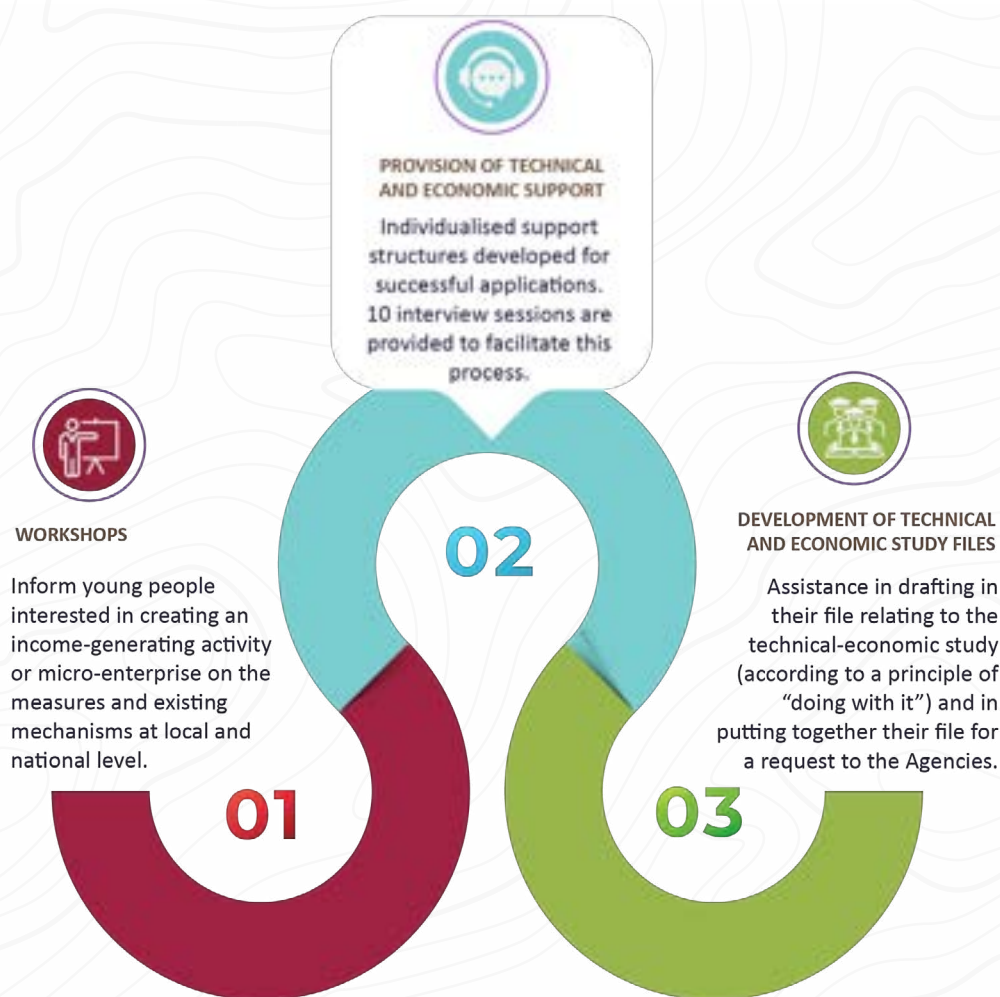 WORKSHOPS
Inform young people
interested in creating an
income-generating activity
or micro-enterprise on the
measures and existing
mechanisms at local and
national level.
01
PROVISION OF TECHNICAL
AND ECONOMIC SUPPORT
Individualised support
structures developed for
successful applications.
10 interview sessions are
provided to facilitate this
process.
02
DEVELOPMENT OF TECHNICAL
AND ECONOMIC STUDY FILES
Assistance in drafting in
their file relating to the
technical-economic study
(according to a principle of
“doing with it”) and in
putting together their file for
a request to the Agencies.
03